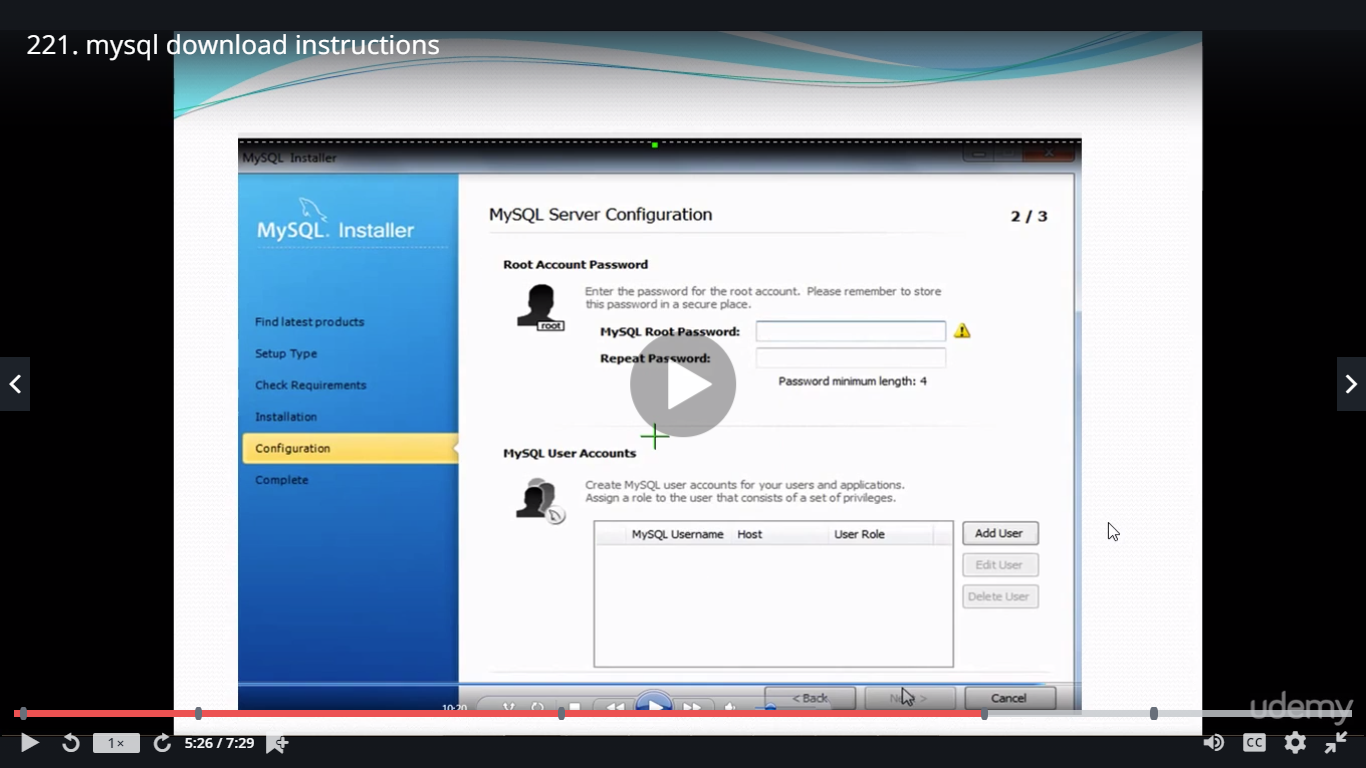 221. mysql download instructions
MySQL Installer
MySQL. Installer
MySQL Server Configuration
2 / 3
Root Account Password
Enter the password for the root account. Please remember to store
this password in a secure place.
root
MySQL Root Password:
Repeat Password:
Password minimum length: 4
Find latest products
Setup Type
Check Requirements
Installation
Configuration
Complete
MySQL User Accounts
Create MySQL user accounts for your users and applications.
Assign a role to the user that consists of a set of privileges.
MySQL Username Host User Role
Add User
Edit User
Delete User
< Back
Cancel
10:20
udemy
1×
5:26 / 7:29
CC